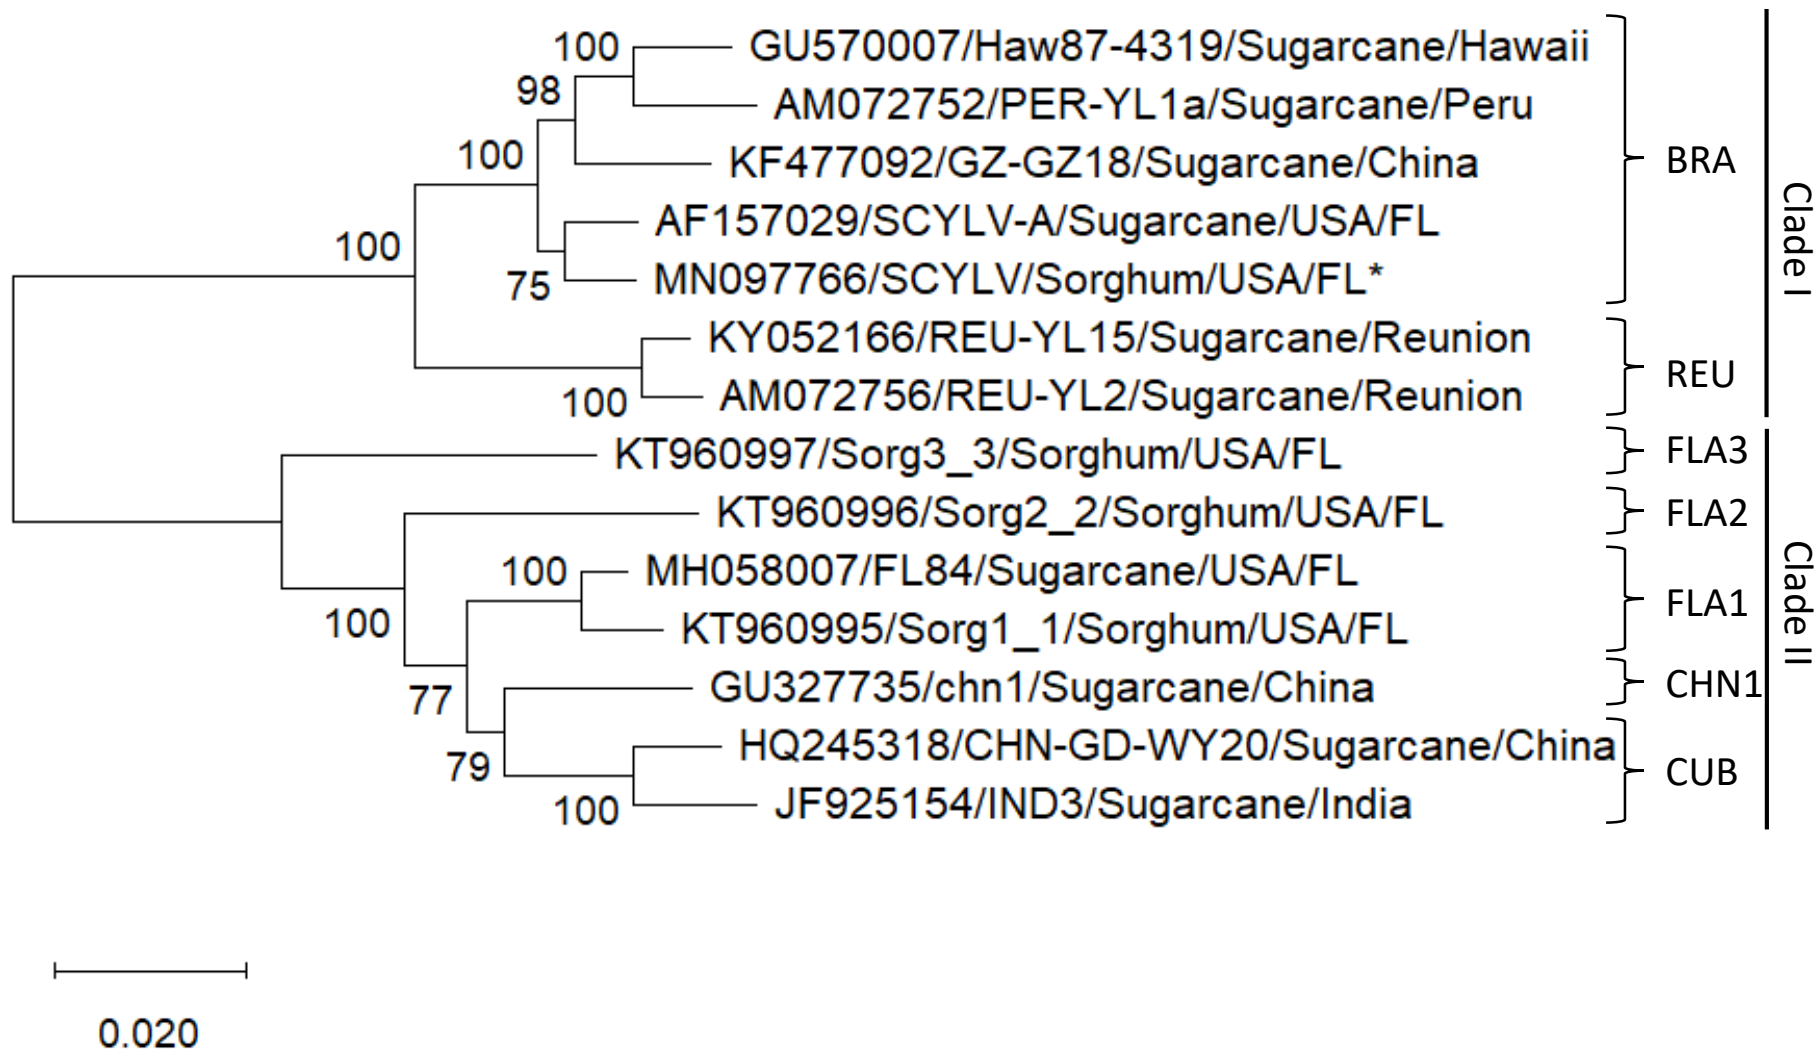 100
GU570007/Haw87-4319/Sugarcane/Hawaii
98
AM072752/PER-YL1a/Sugarcane/Peru
100
KF477092/GZ-GZ18/Sugarcane/China
BRA
AF157029/SCYLV-A/Sugarcane/USA/FL
100
75
MN097766/SCYLV/Sorghum/USA/FL*
Clade I
KY052166/REU-YL15/Sugarcane/Reunion
REU
100
AM072756/REU-YL2/Sugarcane/Reunion
KT960997/Sorg3_3/Sorghum/USA/FL
FLA3
KT960996/Sorg2_2/Sorghum/USA/FL
FLA2
100
MH058007/FL84/Sugarcane/USA/FL
FLA1
Clade II
100
KT960995/Sorg1_1/Sorghum/USA/FL
77
GU327735/chn1/Sugarcane/China
CHN1
79
HQ245318/CHN-GD-WY20/Sugarcane/China
CUB
100
JF925154/IND3/Sugarcane/India
0.020